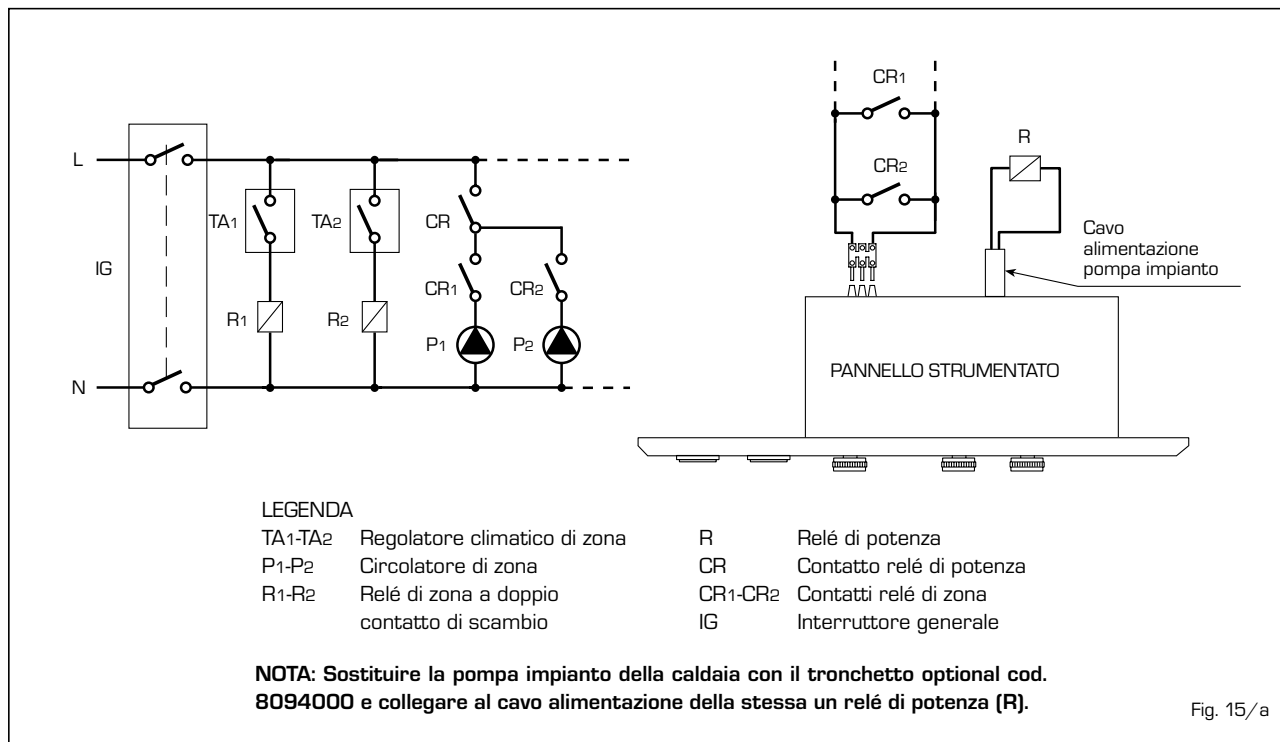 L
N
IG
TA1
TA2
R1
R2
CR
CR1
CR2
P1
P2
CR1
CR2
R
Cavo
alimentazione
pompa impianto
PANNELLO STRUMENTATO
LEGENDA
TA1-TA2 Regolatore climatico di zona
P1-P2 Circolatore di zona
R1-R2 Relé di zona a doppio
contatto di scambio
R Relé di potenza
CR Contatto relé di potenza
CR1-CR2 Contatti relé di zona
IG Interruttore generale
NOTA: Sostituire la pompa impianto della caldaia con il tronchetto optional cod.
8094000 e collegare al cavo alimentazione della stessa un relé di potenza (R).
Fig. 15/a